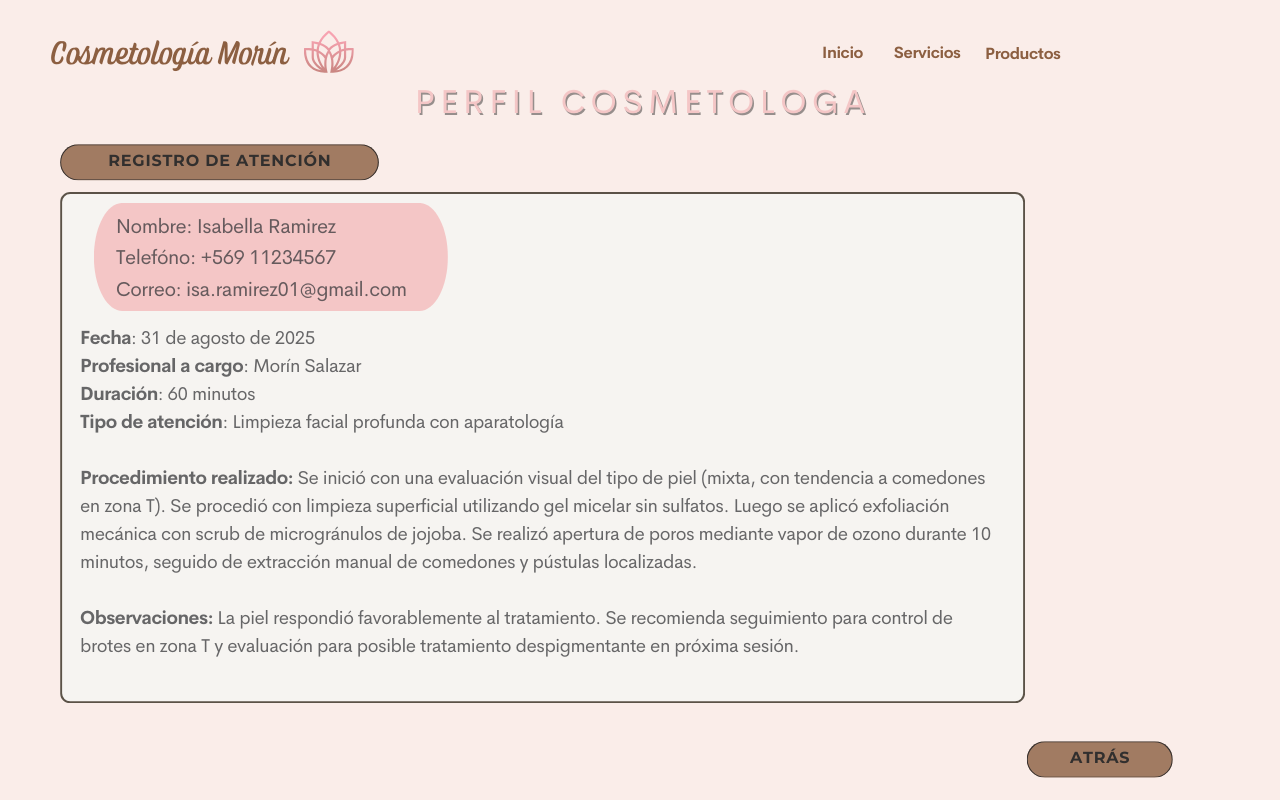 Cosmetología Morín
Inicio Servicios Productos
PERFIL COSMETOLOGA
REGISTRO DE ATENCIÓN
Nombre: Isabella Ramirez
Telefóno: +569 11234567
Correo: isa.ramirez01@gmail.com
Fecha: 31 de agosto de 2025
Profesional a cargo: Morín Salazar
Duración: 60 minutos
Tipo de atención: Limpieza facial profunda con aparatología
Procedimiento realizado: Se inició con una evaluación visual del tipo de piel (mixta, con tendencia a comedones
en zona T). Se procedió con limpieza superficial utilizando gel micelar sin sulfatos. Luego se aplicó exfoliación
mecánica con scrub de microgránulos de jojoba. Se realizó apertura de poros mediante vapor de ozono durante 10
minutos, seguido de extracción manual de comedones y pústulas localizadas.
Observaciones: La piel respondió favorablemente al tratamiento. Se recomienda seguimiento para control de
brotes en zona T y evaluación para posible tratamiento despigmentante en próxima sesión.
ATRÁS